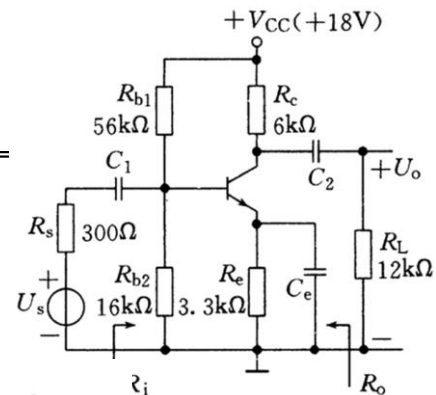 +V_CC(+18V)
R_b1
56kΩ
R_c
6kΩ
C_1
C_2
+U_o
R_s
300Ω
R_L
12kΩ
+
U_s
−
R_b2
16kΩ
R_e
3.3kΩ
C_e
−
R_i
R_o